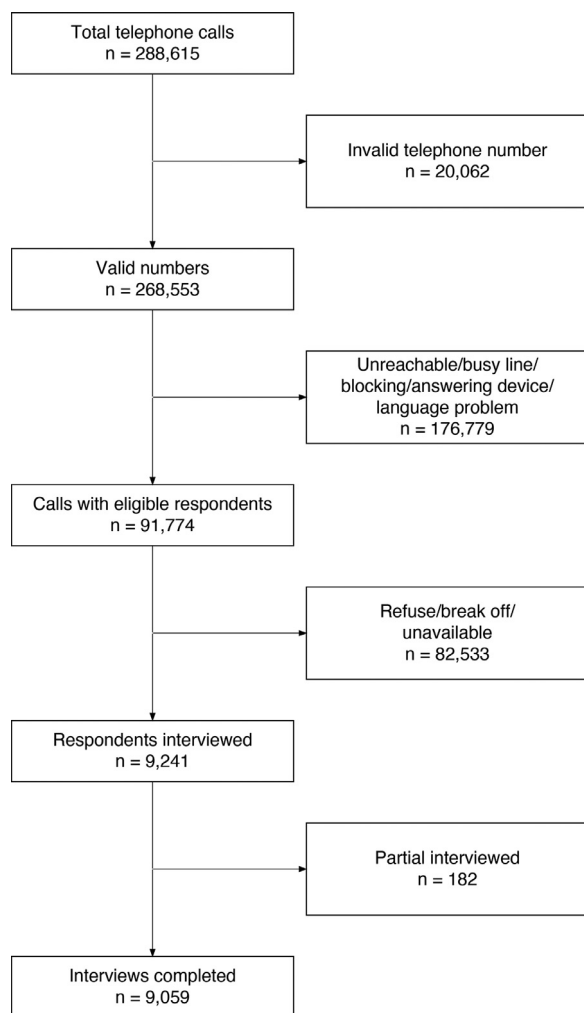 Total telephone calls
n = 288,615
Invalid telephone number
n = 20,062
Valid numbers
n = 268,553
Unreachable/busy line/
blocking/answering device/
language problem
n = 176,779
Calls with eligible respondents
n = 91,774
Refuse/break off/
unavailable
n = 82,533
Respondents interviewed
n = 9,241
Partial interviewed
n = 182
Interviews completed
n = 9,059